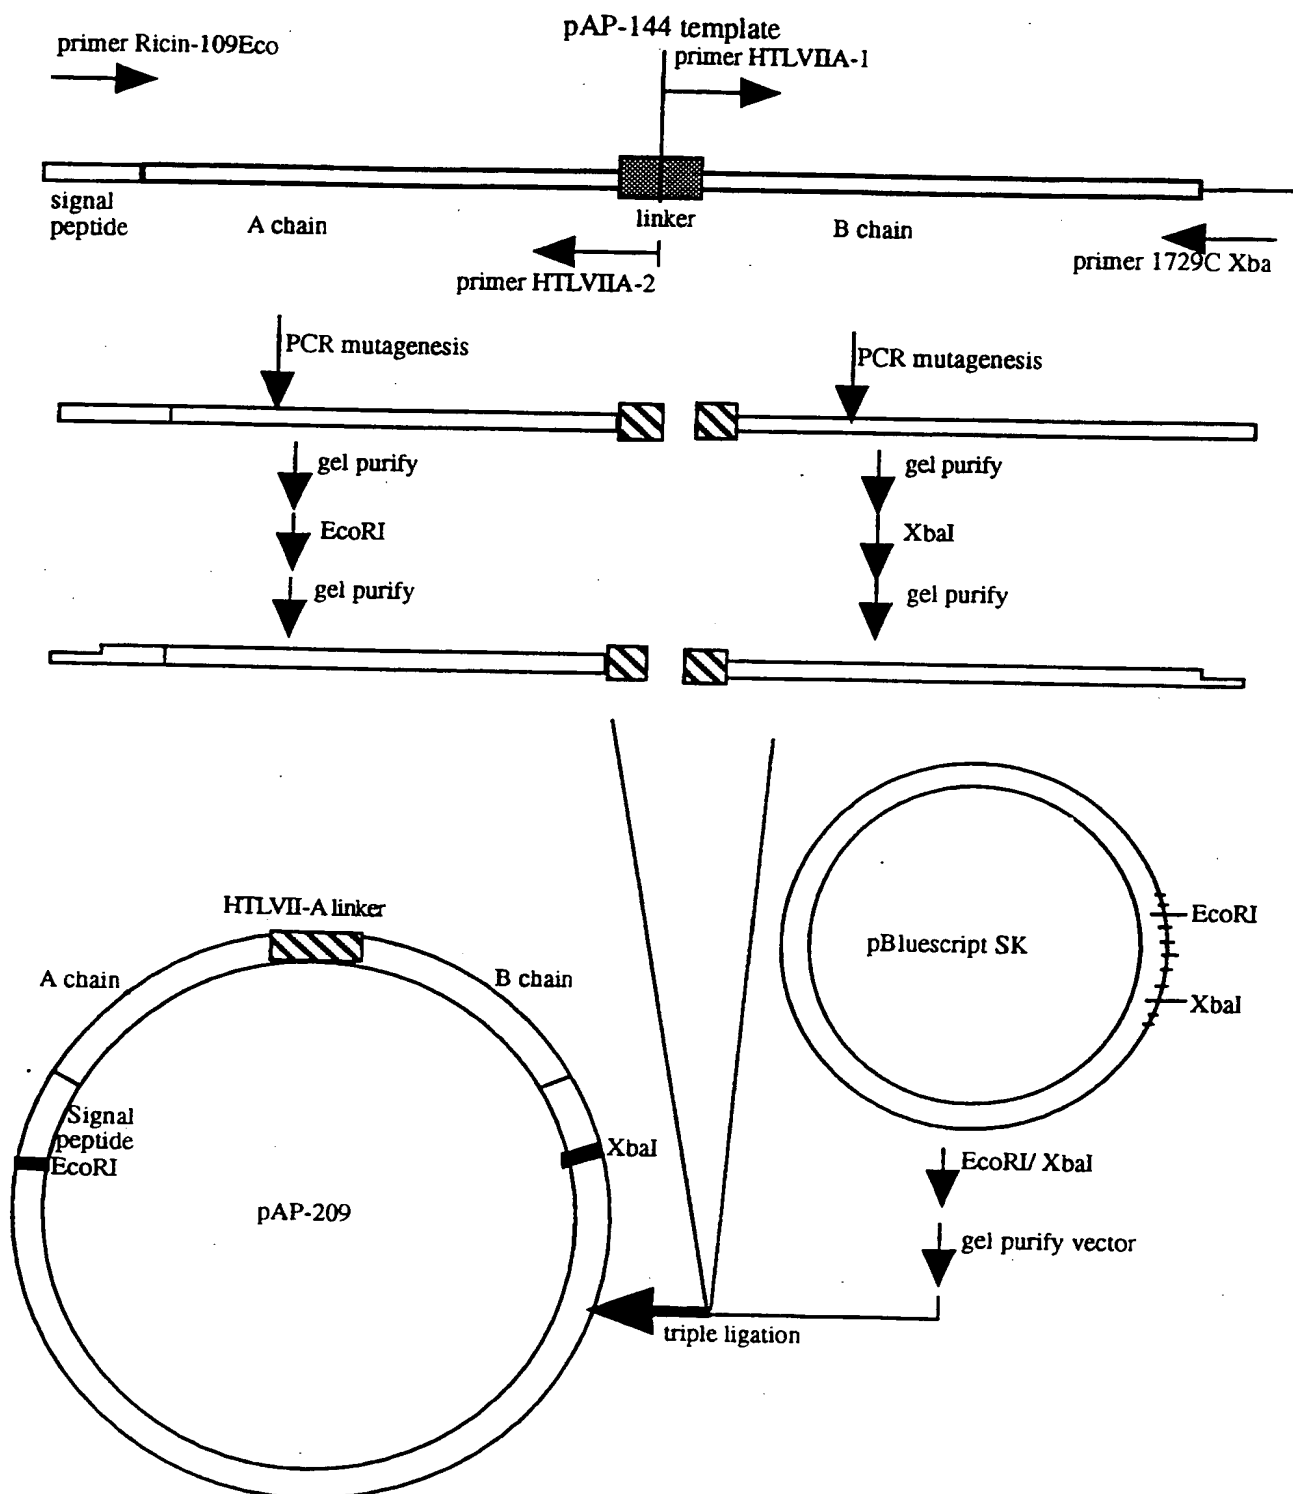 pAP-144 template
primer Ricin-109Eco
primer HTLVIIA-1
signal
peptide
A chain
linker
B chain
primer HTLVIIA-2
primer 1729C Xba
PCR mutagenesis
PCR mutagenesis
gel purify
gel purify
EcoRI
XbaI
gel purify
gel purify
HTLVII-A linker
A chain
B chain
pBluescript SK
EcoRI
XbaI
Signal
peptide
EcoRI
XbaI
pAP-209
EcoRI/ XbaI
gel purify vector
triple ligation